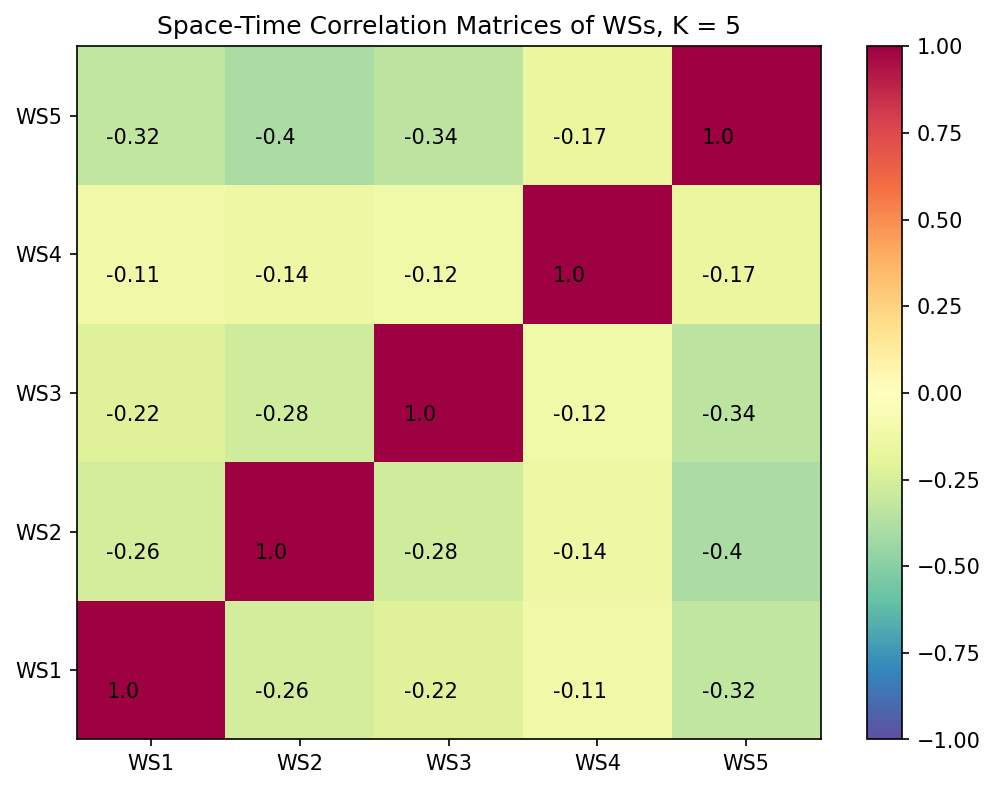 Space-Time Correlation Matrices of WSs, K = 5
WS5 -0.32 -0.4 -0.34 -0.17 1.0
WS4 -0.11 -0.14 -0.12 1.0 -0.17
WS3 -0.22 -0.28 1.0 -0.12 -0.34
WS2 -0.26 1.0 -0.28 -0.14 -0.4
WS1 1.0 -0.26 -0.22 -0.11 -0.32
WS1 WS2 WS3 WS4 WS5
1.00
0.75
0.50
0.25
0.00
−0.25
−0.50
−0.75
−1.00